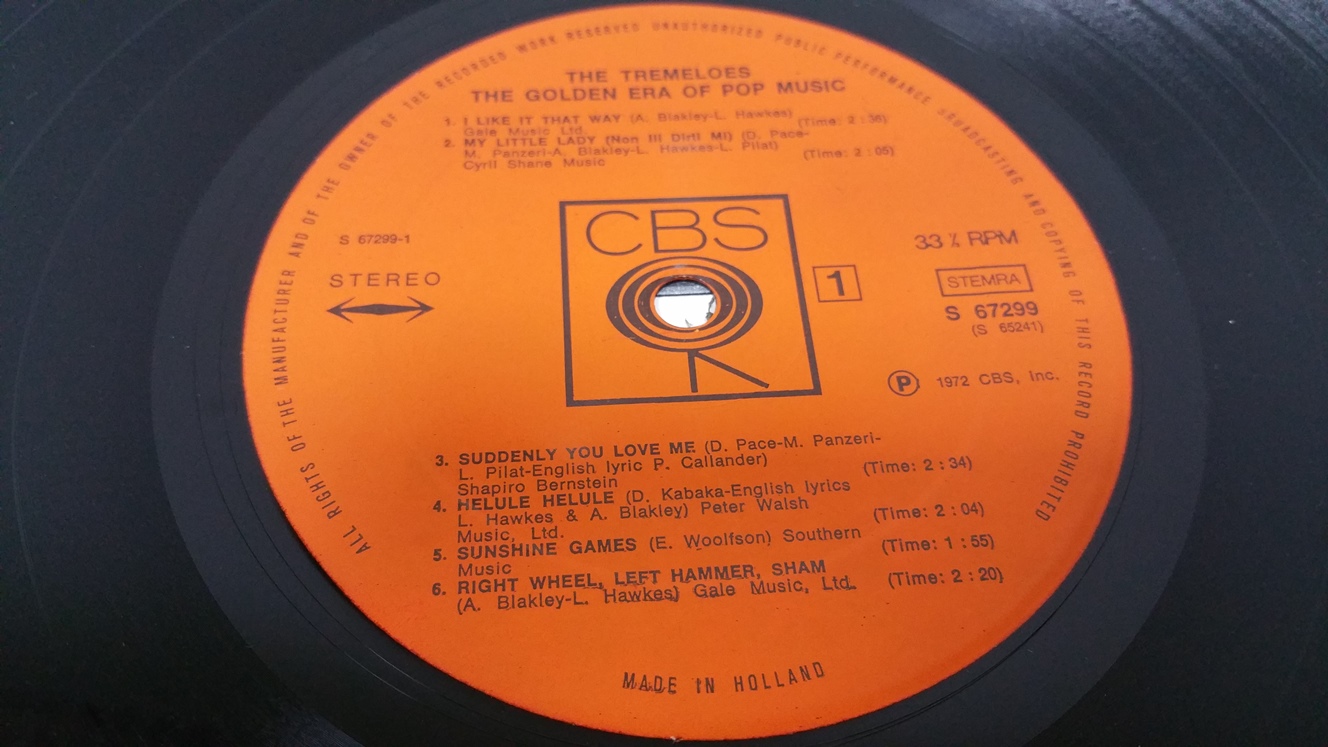 ALL RIGHTS OF THE MANUFACTURER AND OF THE OWNER OF THE RECORDED WORK RESERVED UNAUTHORIZED PUBLIC PERFORMANCE BROADCASTING AND COPYING OF THIS RECORD PROHIBITED
THE TREMELOES
THE GOLDEN ERA OF POP MUSIC
1. I LIKE IT THAT WAY (A. Blakley-L. Hawkes) (Time: 2:36)
Gale Music Ltd.
2. MY LITTLE LADY (Non Illi Dirti Mi) (D. Pace-
M. Panzeri-A. Blakley-L. Hawkes-L. Pilat) (Time: 2:05)
Cyril Shane Music
CBS
S 67299-1
STEREO
1
33 ⅓ RPM
STEMRA
S 67299
(S 65241)
Ⓟ 1972 CBS, Inc.
3. SUDDENLY YOU LOVE ME (D. Pace-M. Panzeri-
L. Pilat-English lyric P. Callander) (Time: 2:34)
Shapiro Bernstein
4. HELULE HELULE (D. Kabaka-English lyrics
L. Hawkes & A. Blakley) Peter Walsh (Time: 2:04)
Music, Ltd.
5. SUNSHINE GAMES (E. Woolfson) Southern (Time: 1:55)
Music
6. RIGHT WHEEL, LEFT HAMMER, SHAM (Time: 2:20)
(A. Blakley-L. Hawkes) Gale Music, Ltd.
MADE IN HOLLAND